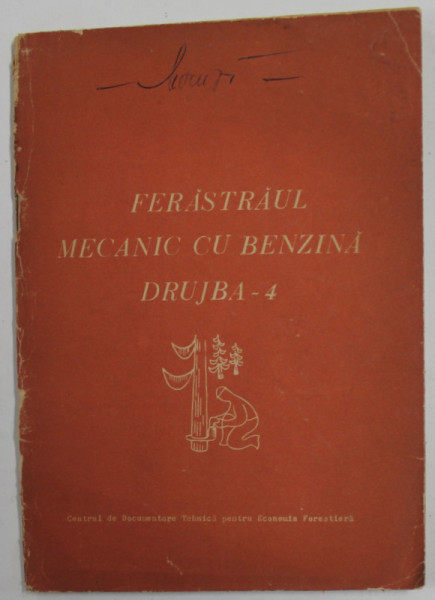 FERĂSTRĂUL
MECANIC CU BENZINĂ
DRUJBA-4
Centrul de Documentare Tehnică pentru Economia Forestieră